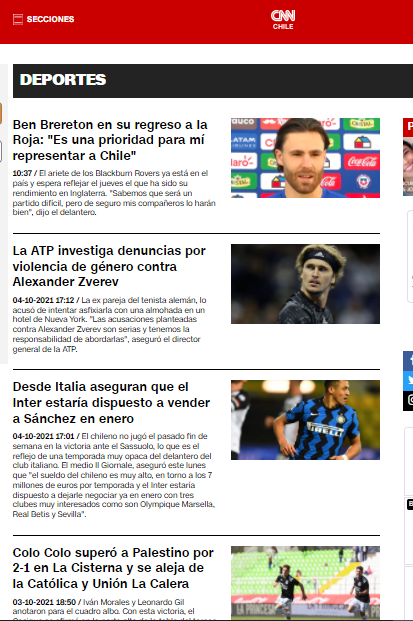 SECCIONES
CNN
CHILE
DEPORTES
Ben Brereton en su regreso a la
Roja: "Es una prioridad para mí
representar a Chile"
10:37 / El ariete de los Blackburn Rovers ya está en el
país y espera reflejar el jueves el que ha sido su
rendimiento en Inglaterra. "Sabemos que será un
partido difícil, pero de seguro mis compañeros lo harán
bien", dijo el delantero.
La ATP investiga denuncias por
violencia de género contra
Alexander Zverev
04-10-2021 17:12 / La ex pareja del tenista alemán, lo
acusó de intentar asfixiarla con una almohada en un
hotel de Nueva York. "Las acusaciones planteadas
contra Alexander Zverev son serias y tenemos la
responsabilidad de abordarlas", aseguró el director
general de la ATP.
Desde Italia aseguran que el
Inter estaría dispuesto a vender
a Sánchez en enero
04-10-2021 17:01 / El chileno no jugó el pasado fin de
semana en la victoria ante el Sassuolo, lo que es el
reflejo de una temporada muy opaca del delantero del
club italiano. El medio Il Giornale, aseguró este lunes
que "el sueldo del chileno es muy alto, en torno a los 7
millones de euros por temporada y el Inter estaría
dispuesto a dejarle negociar ya en enero con tres
clubes muy interesados como son Olympique Marsella,
Real Betis y Sevilla".
Colo Colo superó a Palestino por
2-1 en La Cisterna y se aleja de
la Católica y Unión La Calera
03-10-2021 18:50 / Iván Morales y Leonardo Gil
anotaron para el cuadro albo. Con esta victoria, el